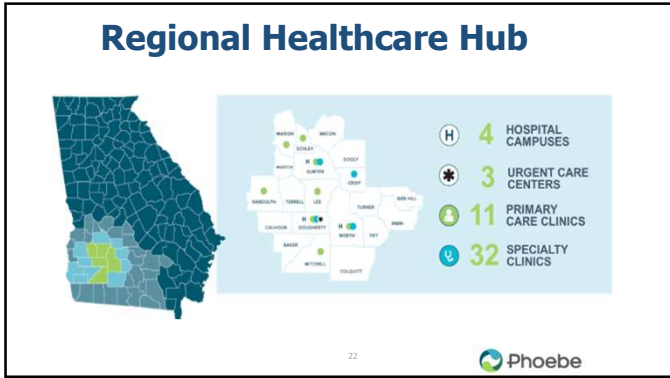 Regional Healthcare Hub
MARION
MACON
SCHLEY
WEBSTER
H
SUMTER
DOOLY
CRISP
RANDOLPH
TERRELL
LEE
TURNER
BEN HILL
CALHOUN
H
DOUGHERTY
H
WORTH
TIFT
IRWIN
BAKER
MITCHELL
COLQUITT
H 4 HOSPITAL
CAMPUSES
3 URGENT CARE
CENTERS
11 PRIMARY
CARE CLINICS
32 SPECIALTY
CLINICS
22
Phoebe